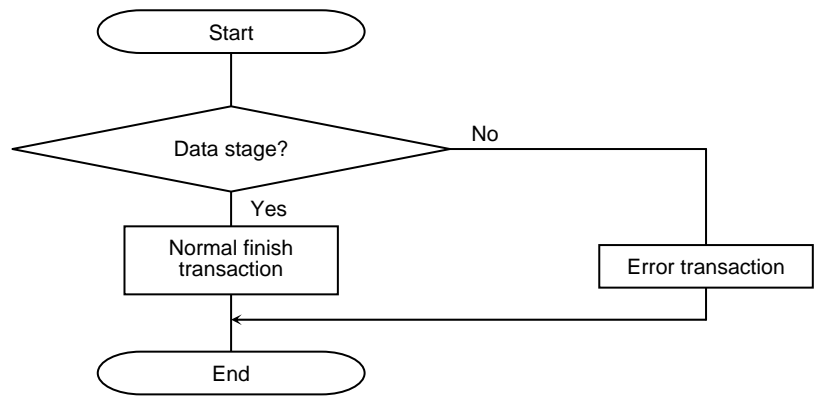 Start
Data stage?
No
Yes
Normal finish
transaction
Error transaction
End